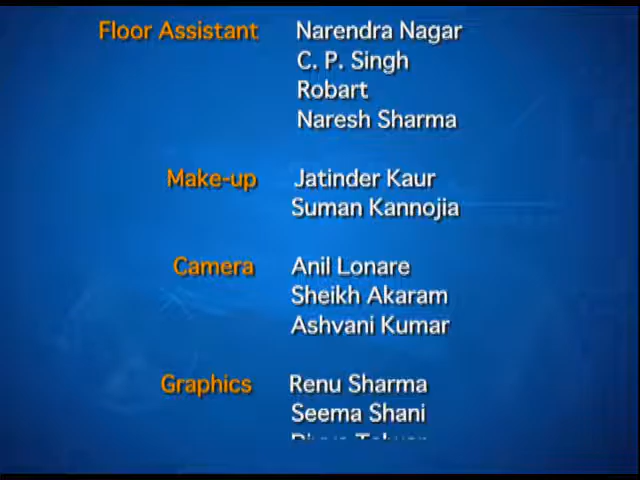 Floor Assistant Narendra Nagar
C. P. Singh
Robart
Naresh Sharma
Make-up Jatinder Kaur
Suman Kannojia
Camera Anil Lonare
Sheikh Akaram
Ashvani Kumar
Graphics Renu Sharma
Seema Shani